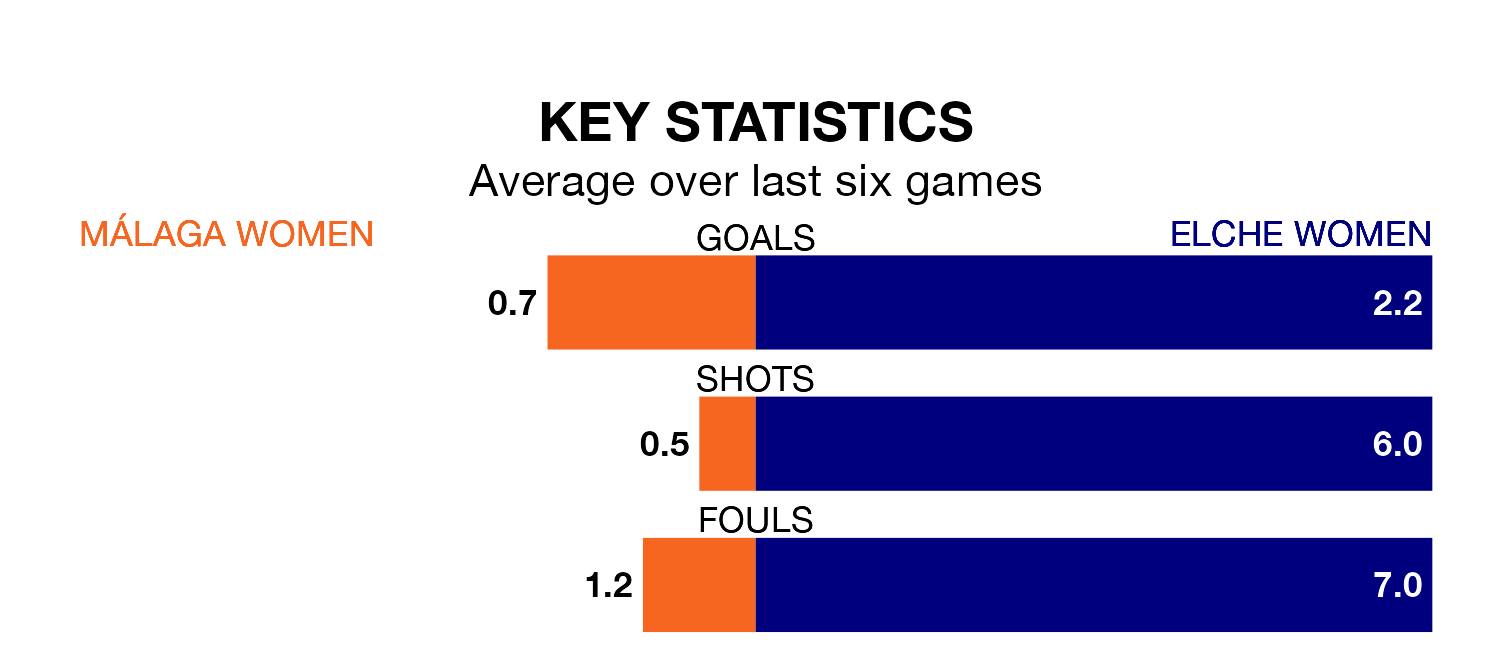 KEY STATISTICS
Average over last six games
MÁLAGA WOMEN
GOALS
ELCHE WOMEN
0.7
2.2
SHOTS
0.5
6.0
FOULS
1.2
7.0